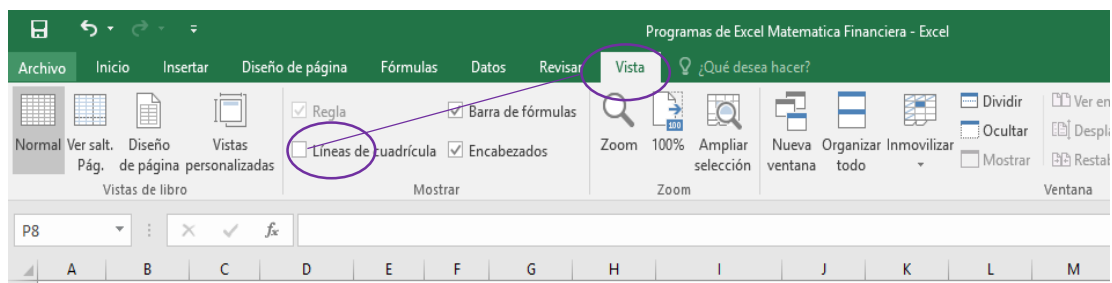 Programas de Excel Matematica Financiera - Excel
Archivo Inicio Insertar Diseño de página Fórmulas Datos Revisar Vista ¿Qué desea hacer?
Regla Barra de fórmulas
Líneas de cuadrícula Encabezados
Normal Ver salt. Pág. Diseño de página Vistas personalizadas
Zoom 100% Ampliar selección Nueva ventana Organizar todo Inmovilizar
Dividir Ver en
Ocultar
Mostrar
Vistas de libro Mostrar Zoom Ventana
P8 fx
A B C D E F G H I J K L M